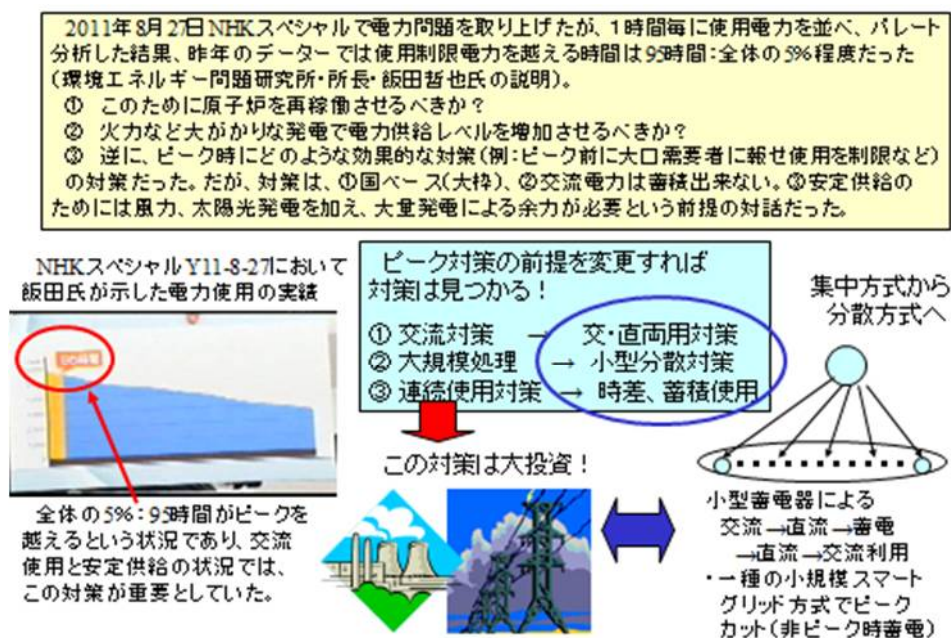 2011年8月27日NHKスペシャルで電力問題を取り上げたが、1時間毎に使用電力を並べ、パレート
分析した結果、昨年のデーターでは使用制限電力を越える時間は95時間:全体の5%程度だった
(環境エネルギー問題研究所・所長・飯田哲也氏の説明)。
① このために原子炉を再稼働させるべきか?
② 火力など大がかりな発電で電力供給レベルを増加させるべきか?
③ 逆に、ピーク時にどのような効果的な対策(例:ピーク前に大口需要者に報せ使用を制限など)
の対策だった。だが、対策は、①国ベース(大枠)、②交流電力は蓄積出来ない。③安定供給の
ためには風力、太陽光発電を加え、大量発電による余力が必要という前提の対話だった。
NHKスペシャルY11-8-27において
飯田氏が示した電力使用の実績
全体の5%:95時間がピークを
越えるという状況であり、交流
使用と安定供給の状況では、
この対策が重要としていた。
ピーク対策の前提を変更すれば
対策は見つかる!
① 交流対策 → 交・直両用対策
② 大規模処理 → 小型分散対策
③ 連続使用対策 → 時差、蓄積使用
この対策は大投資!
集中方式から
分散方式へ
小型蓄電器による
交流→直流→蓄電
→直流→交流利用
・一種の小規模スマート
グリッド方式でピーク
カット(非ピーク時蓄電)